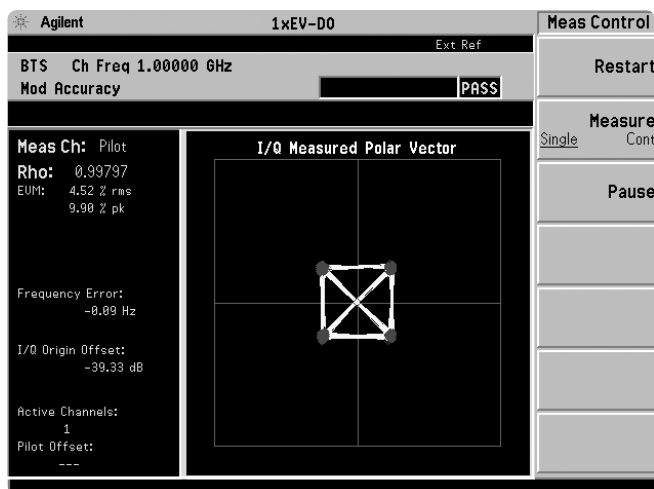 Agilent
1xEV-DO
Meas Control
Ext Ref
BTS Ch Freq 1.00000 GHz
Mod Accuracy
PASS
Restart
Measure
Single Cont
Pause
Meas Ch: Pilot
Rho: 0.99797
EVM: 4.52 % rms
9.90 % pk
Frequency Error:
-0.09 Hz
I/Q Origin Offset:
-39.33 dB
Active Channels:
1
Pilot Offset:
---
I/Q Measured Polar Vector